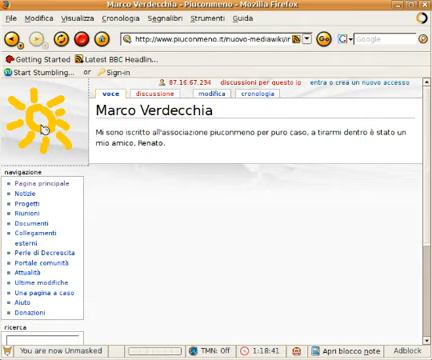 Marco Verdecchia - Piuconmeno - Mozilla Firefox
File Modifica Visualizza Cronologia Segnalibri Strumenti Guida
http://www.piuconmeno.it/nuovo-mediawiki/ir
Go
Google
Getting Started Latest BBC Headlin...
Start Stumbling... or Sign-in
87.16.67.234 discussioni per questo ip entra o crea un nuovo accesso
voce discussione modifica cronologia
Marco Verdecchia
Mi sono iscritto all'associazione piuconmeno per puro caso, a tirarmi dentro è stato un
mio amico, Renato.
navigazione
Pagina principale
Notizie
Progetti
Riunioni
Documenti
Collegamenti
esterni
Perle di Decrescita
Portale comunità
Attualità
Ultime modifiche
Una pagina a caso
Aiuto
Donazioni
ricerca
You are now Unmasked TMN: Off 1:18:41 Apri blocco note Adblock